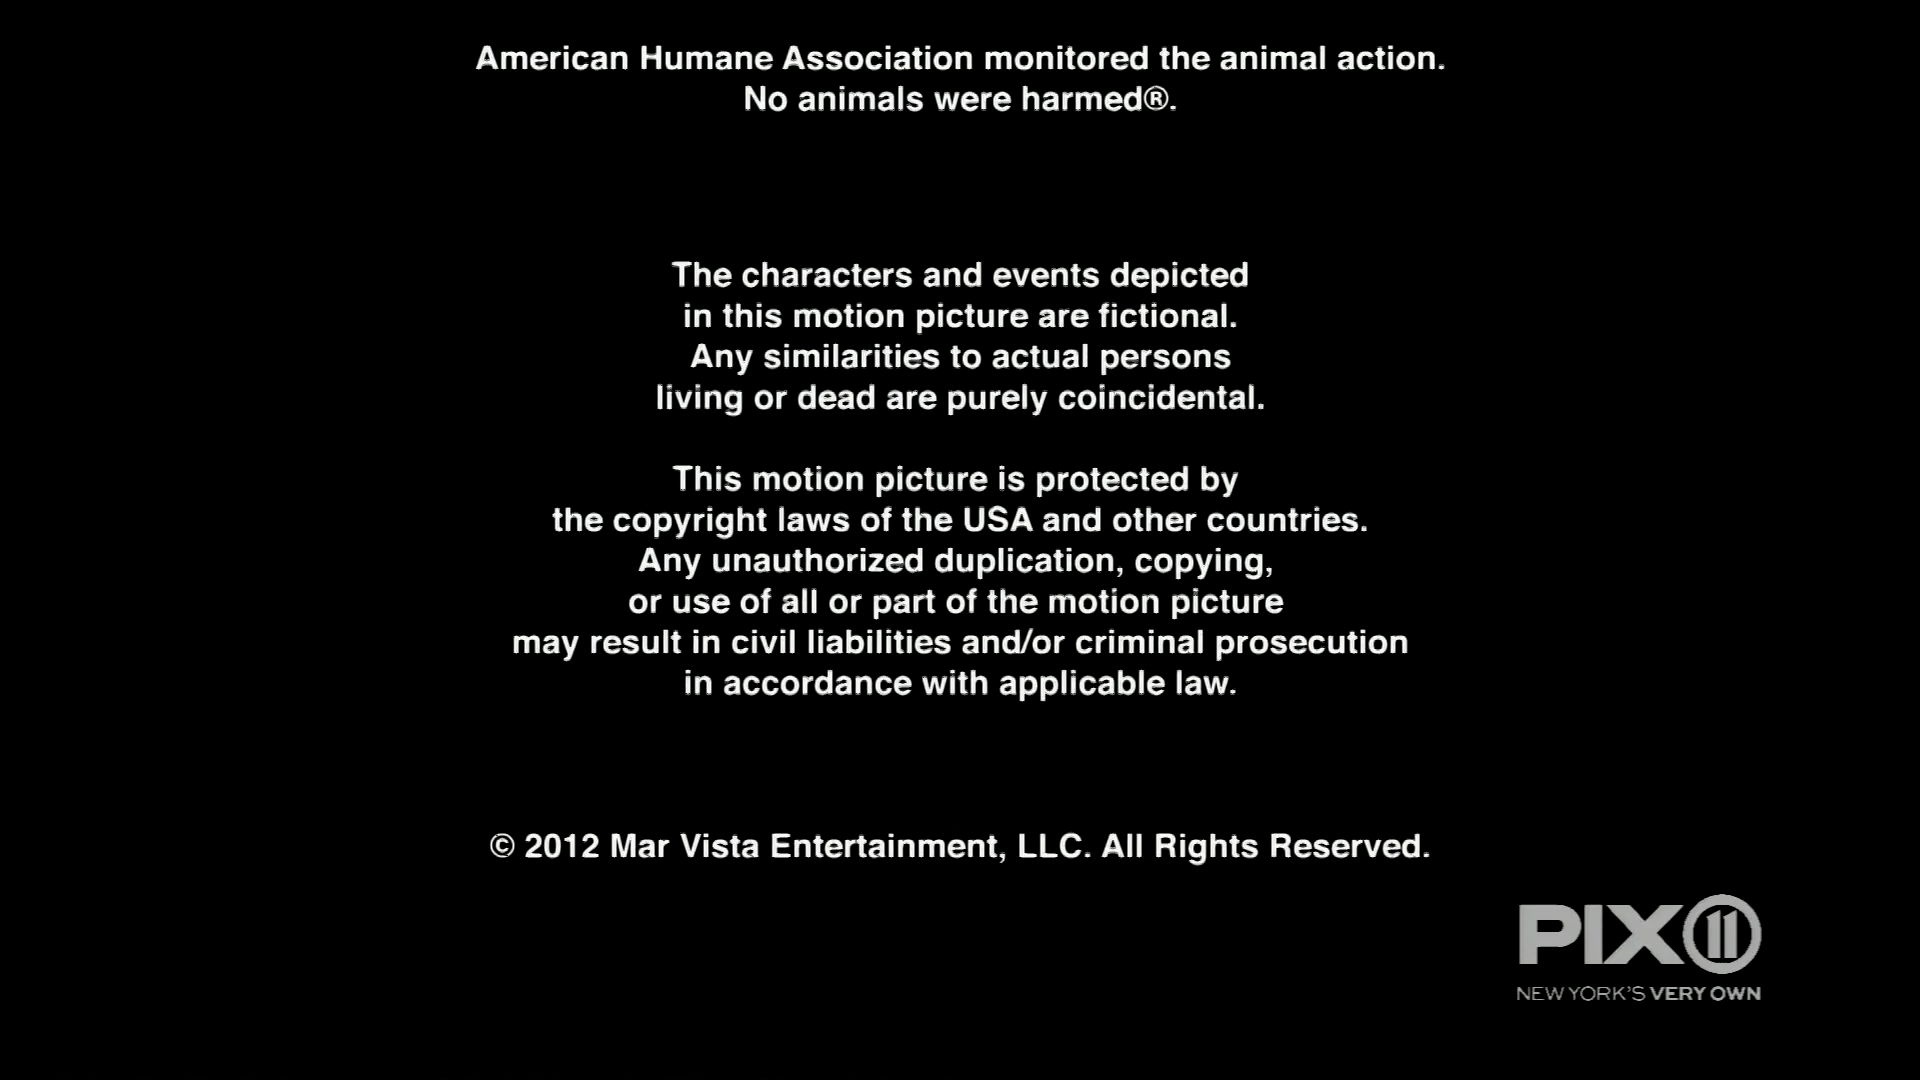 American Humane Association monitored the animal action.
No animals were harmed®.
The characters and events depicted
in this motion picture are fictional.
Any similarities to actual persons
living or dead are purely coincidental.
This motion picture is protected by
the copyright laws of the USA and other countries.
Any unauthorized duplication, copying,
or use of all or part of the motion picture
may result in civil liabilities and/or criminal prosecution
in accordance with applicable law.
© 2012 Mar Vista Entertainment, LLC. All Rights Reserved.
PIX 11
NEW YORK'S VERY OWN